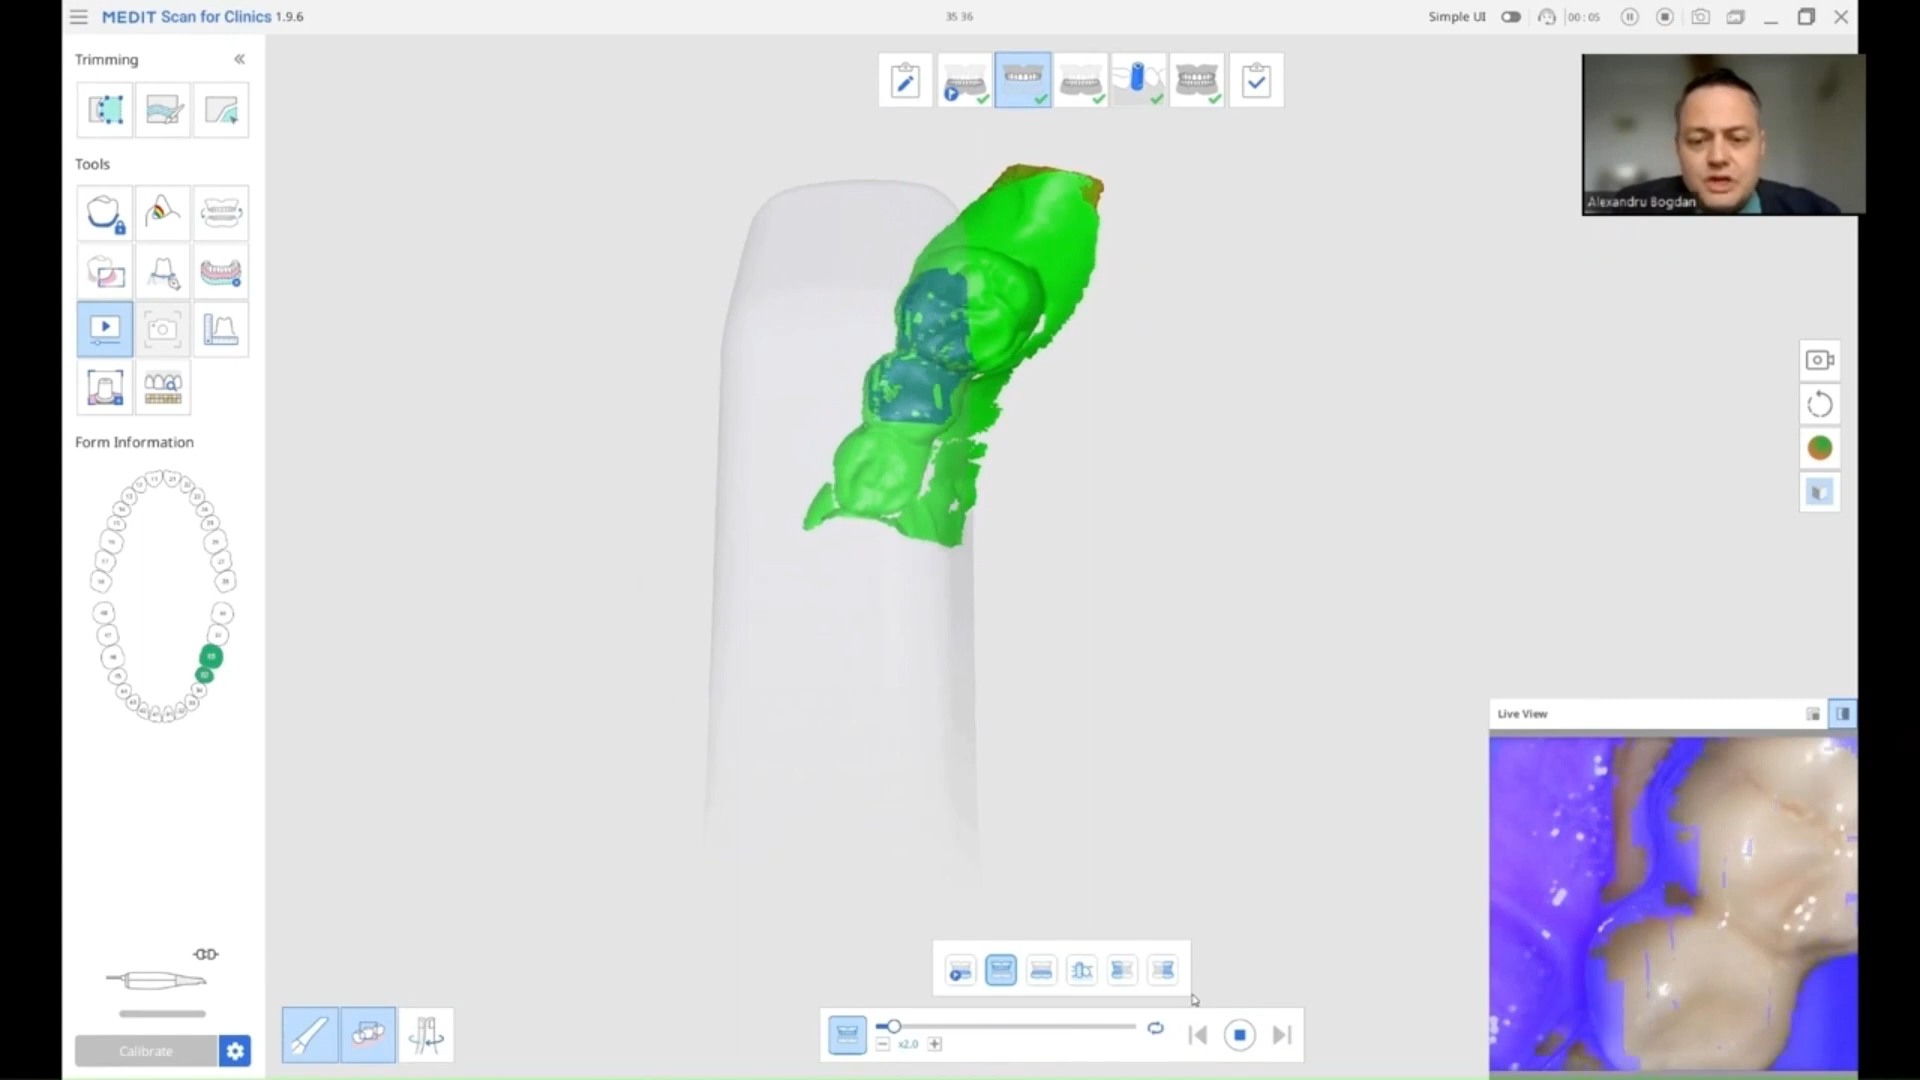 MEDIT Scan for Clinics 1.9.6
35 36
Simple UI
00:05
Trimming
Alexandru Bogdan
Tools
Form Information
Live View
x2.0
Calibrate